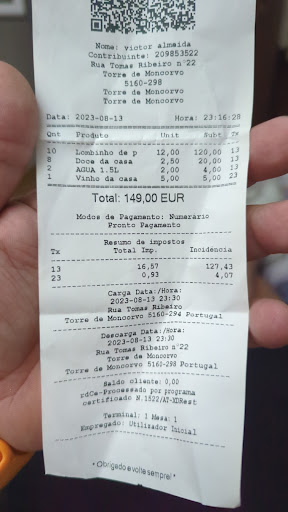 Nome: victor almeida
Contribuinte: 209853522
Rua Tomas Ribeiro nº22
Torre de Moncorvo
5160-298
Torre de Moncorvo
Torre de Moncorvo
Data: 2023-08-13 Hora: 23:16:28
Qnt Produto Unit Subt Tx
10 Lombinho de p 12,00 120,00 13
8 Doce da casa 2,50 20,00 13
2 AGUA 1.5L 2,00 4,00 13
1 Vinho da casa 5,00 5,00 23
Total: 149,00 EUR
Modos de Pagamento: Numerario
Pronto Pagamento
Resumo de impostos
Tx Total Imp. Incidencia
13 16,57 127,43
23 0,93 4,07
Carga Data:/Hora:
2023-08-13 23:30
Rua Tomas Ribeiro
Torre de Moncorvo 5160-294 Portugal
Descarga Data:/Hora:
2023-08-13 23:30
Rua Tomas Ribeiro nº22
Torre de Moncorvo
Torre de Moncorvo 5160-298 Portugal
Saldo cliente: 0,00
rdCe-Processado por programa
certificado N.1522/AT-XDRest
Terminal: 1 Mesa: 1
Empregado: Utilizador Inicial
* Obrigado e volte sempre! *